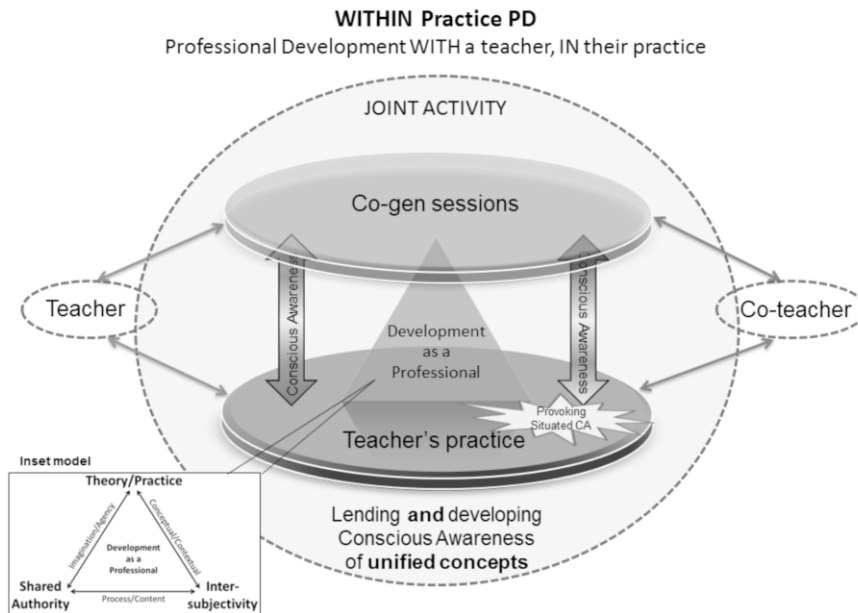 WITHIN Practice PD
Professional Development WITH a teacher, IN their practice
JOINT ACTIVITY
Co-gen sessions
Conscious Awareness
Conscious Awareness
Teacher
Co-teacher
Development
as a
Professional
Provoking
Situated CA
Teacher's practice
Lending and developing
Conscious Awareness
of unified concepts
Inset model
Theory/Practice
Imagination/Agency
Conceptual/Contextual
Development
as a
Professional
Shared
Authority
Process/Content
Inter-
subjectivity